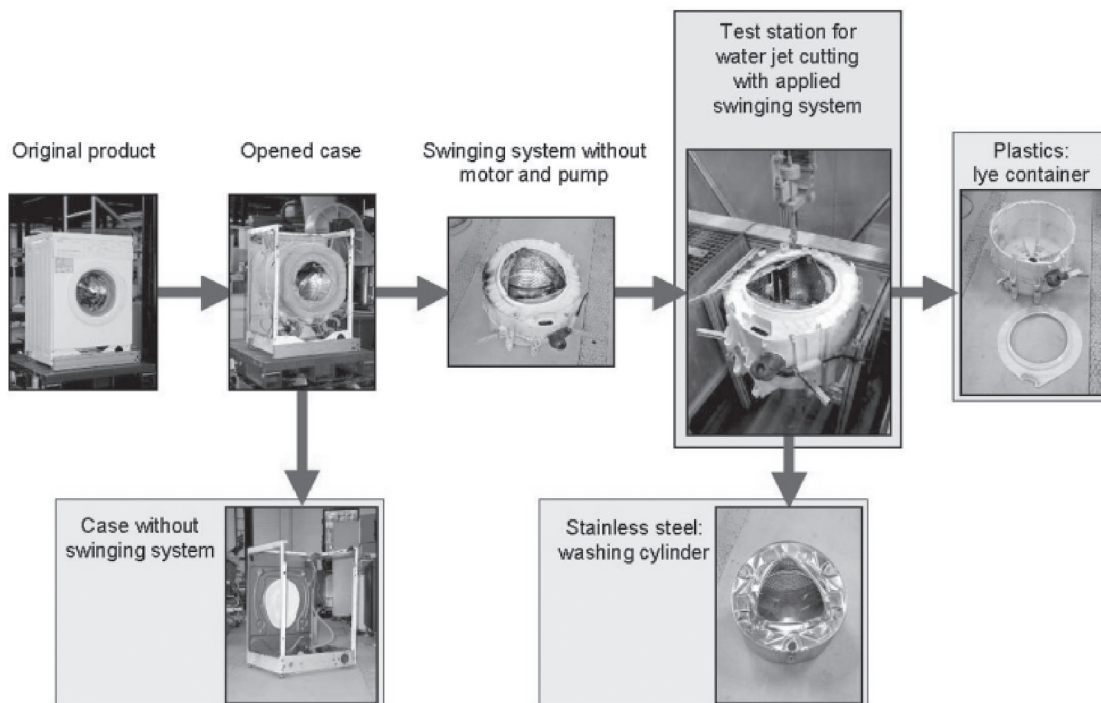 Original product
Opened case
Swinging system without
motor and pump
Test station for
water jet cutting
with applied
swinging system
Plastics:
lye container
Case without
swinging system
Stainless steel:
washing cylinder